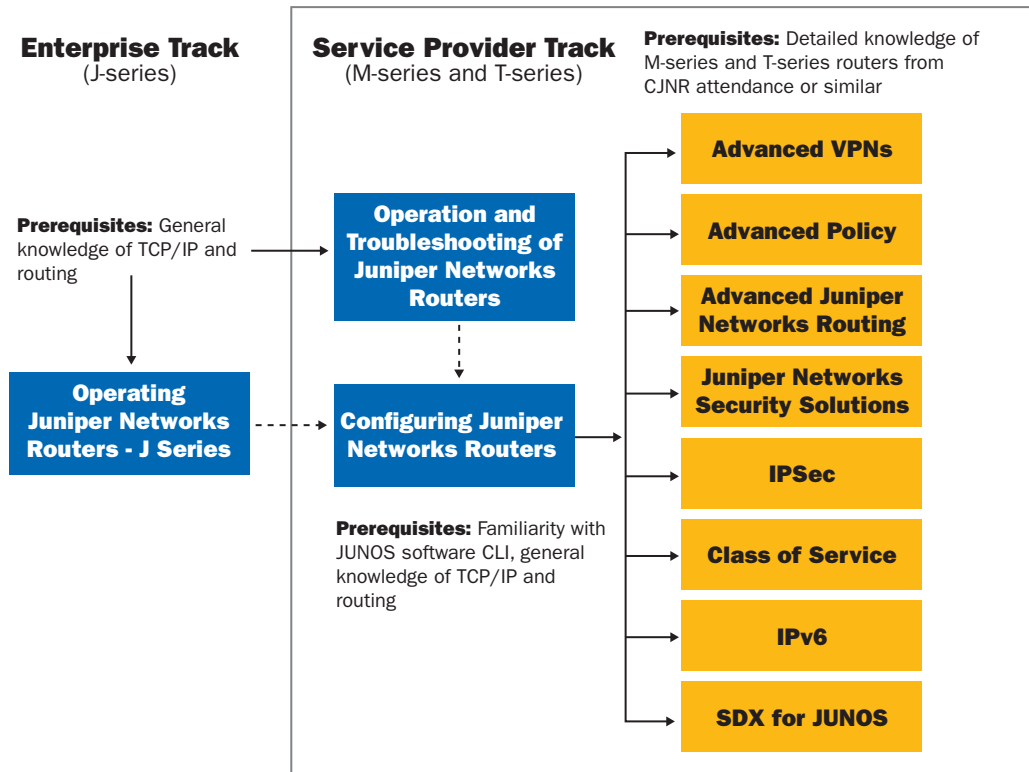 Enterprise Track
(J-series)
Prerequisites: General
knowledge of TCP/IP and
routing
Operating
Juniper Networks
Routers - J Series
Service Provider Track
(M-series and T-series)
Operation and
Troubleshooting of
Juniper Networks
Routers
Configuring Juniper
Networks Routers
Prerequisites: Familiarity with
JUNOS software CLI, general
knowledge of TCP/IP and
routing
Prerequisites: Detailed knowledge of
M-series and T-series routers from
CJNR attendance or similar
Advanced VPNs
Advanced Policy
Advanced Juniper
Networks Routing
Juniper Networks
Security Solutions
IPSec
Class of Service
IPv6
SDX for JUNOS